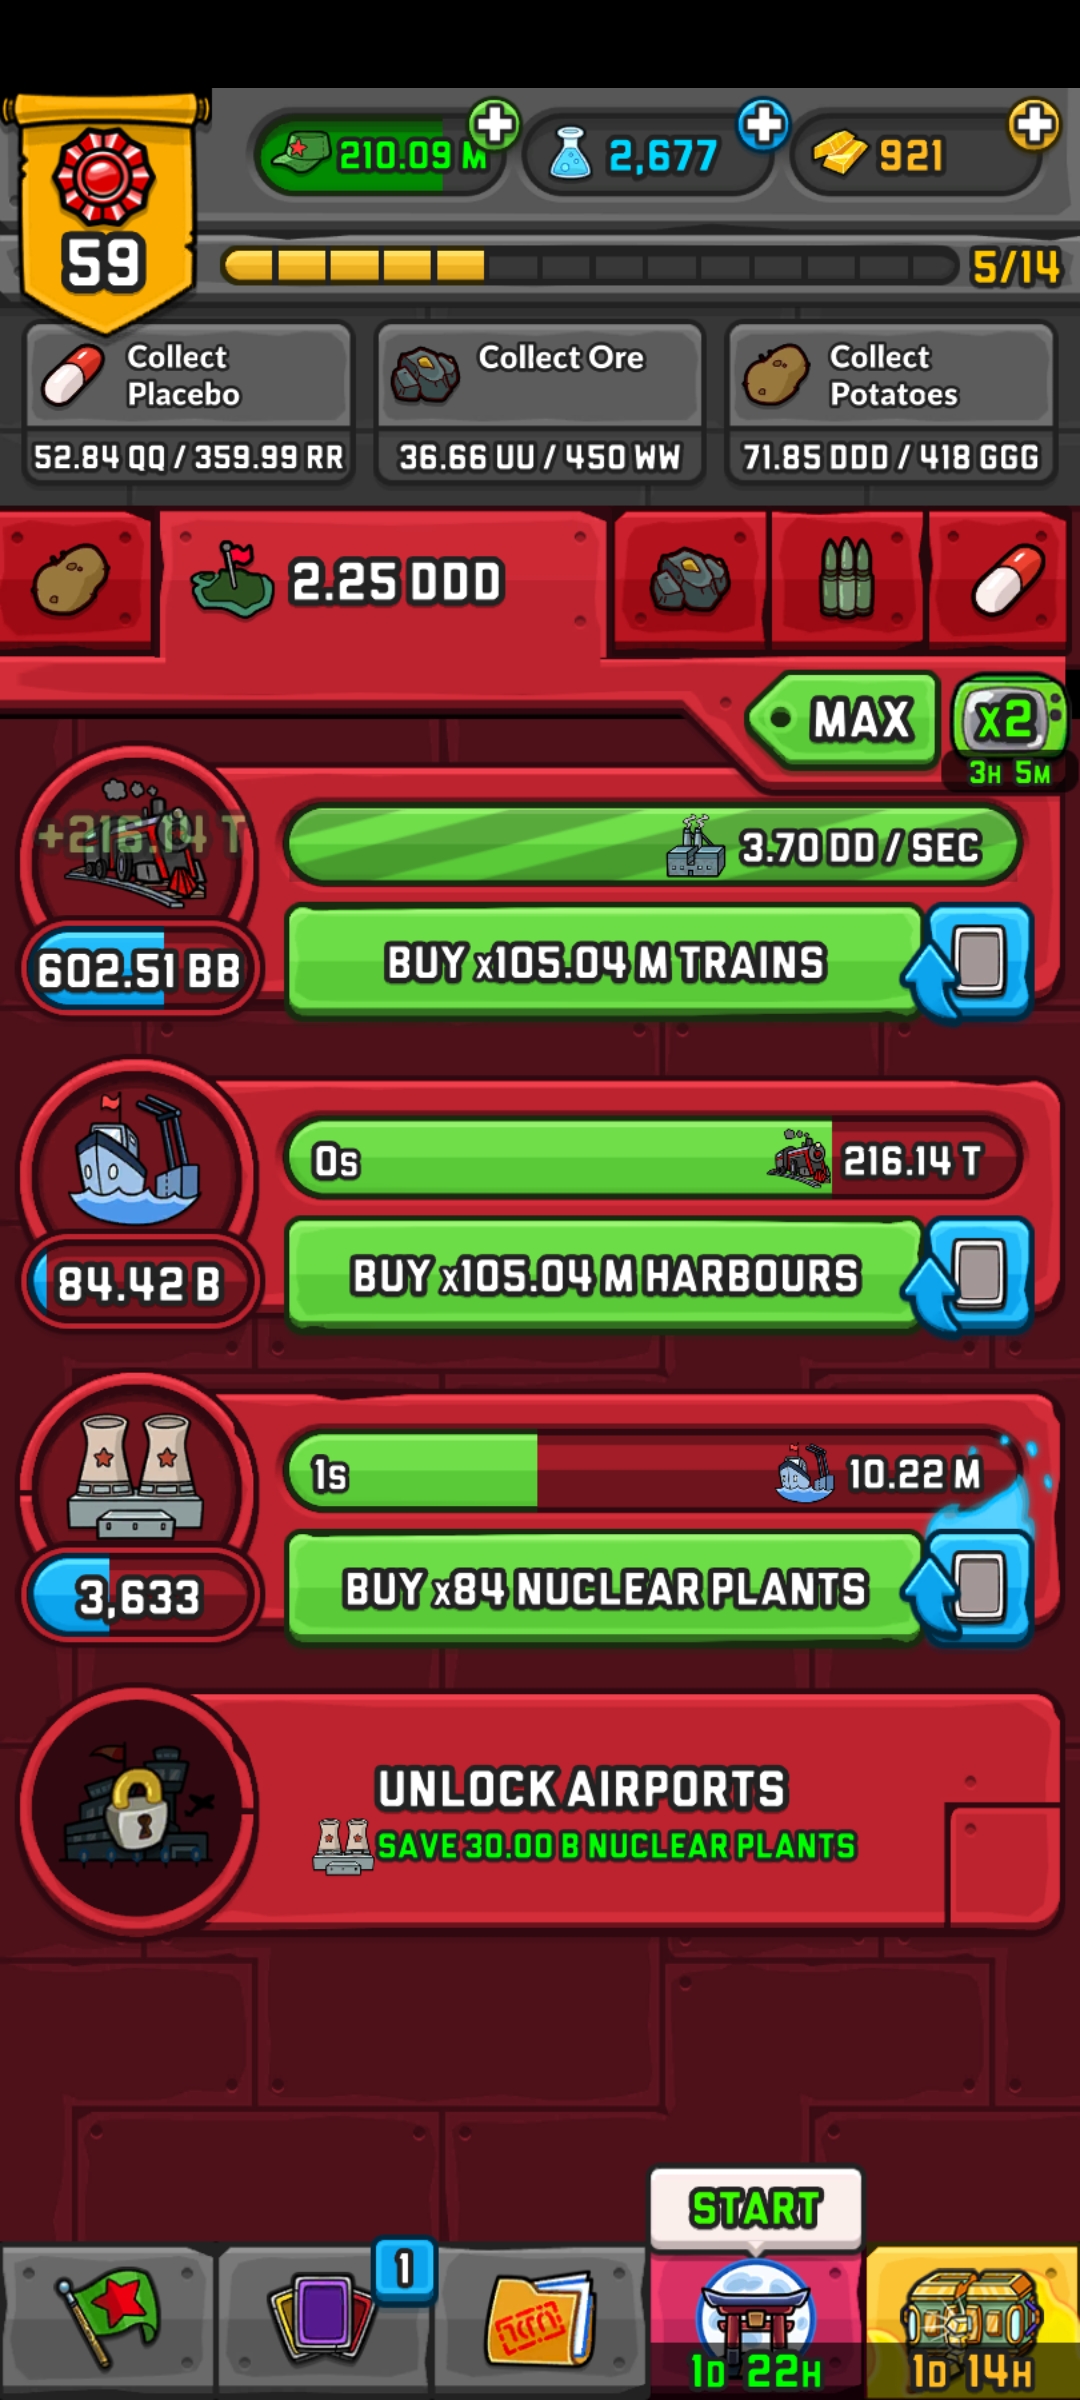 210.09 M
2,677
921
59
5/14
Collect
Placebo
52.84 QQ / 359.99 RR
Collect Ore
36.66 UU / 450 WW
Collect
Potatoes
71.85 DDD / 418 GGG
2.25 DDD
MAX
x2
3H 5M
+216.14 T
3.70 DD / SEC
602.51 BB
BUY x105.04 M TRAINS
0s
216.14 T
84.42 B
BUY x105.04 M HARBOURS
1s
10.22 M
3,633
BUY x84 NUCLEAR PLANTS
UNLOCK AIRPORTS
SAVE 30.00 B NUCLEAR PLANTS
START
1
1D 22H
1D 14H